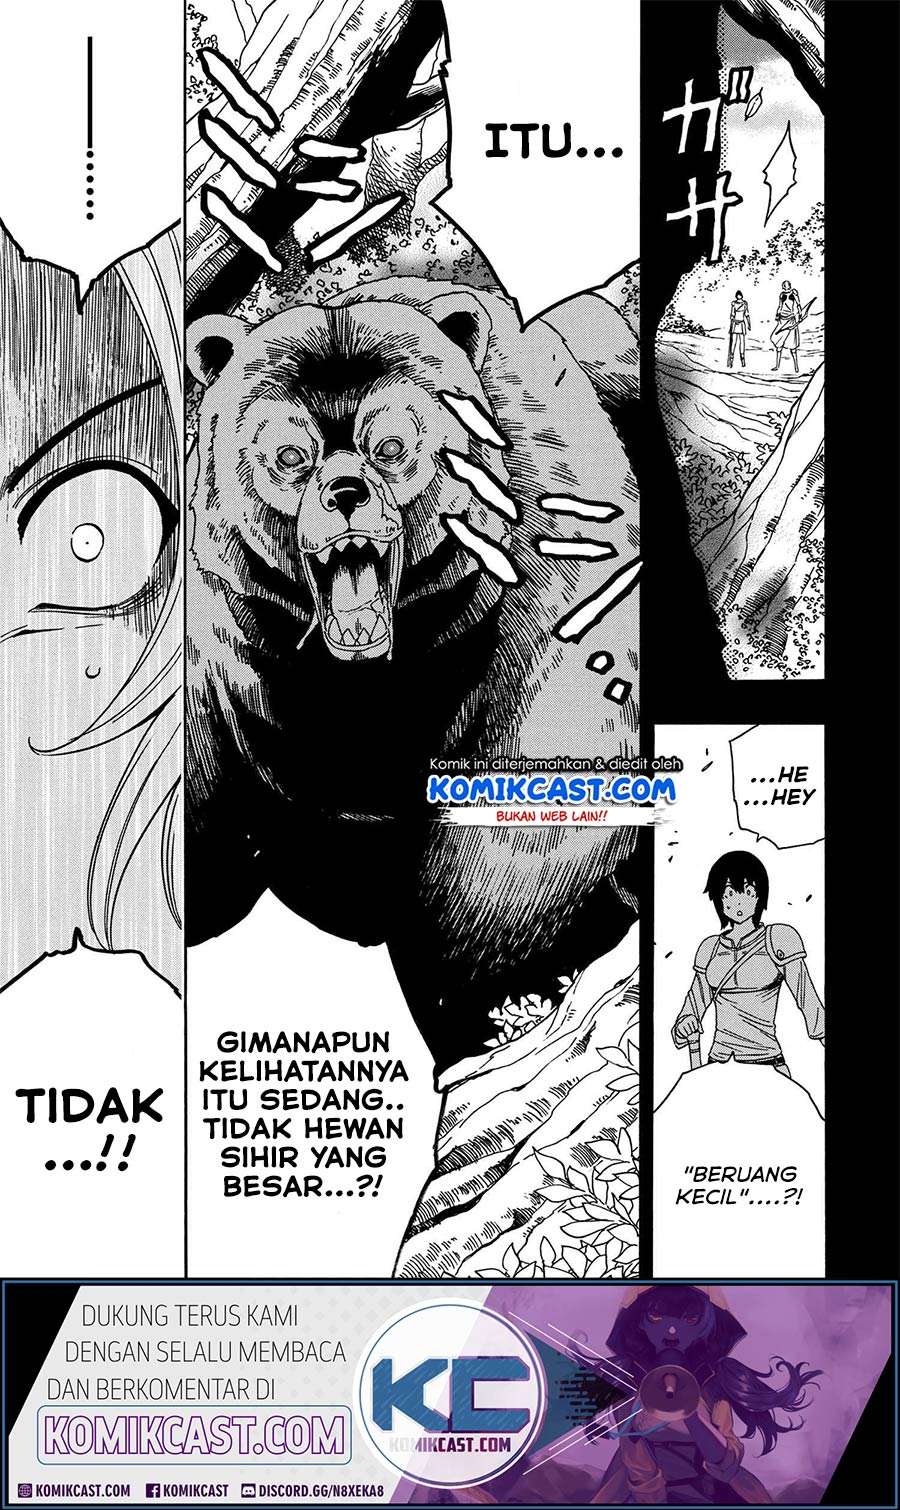 ガサ
ITU...
...HE
...HEY
"BERUANG
KECIL"....?!
GIMANAPUN
KELIHATANNYA
ITU SEDANG..
TIDAK HEWAN
SIHIR YANG
BESAR...?!
TIDAK
...!!
Komik ini diterjemahkan & diedit oleh
KOMIKCAST.COM
BUKAN WEB LAIN!!
DUKUNG TERUS KAMI
DENGAN SELALU MEMBACA
DAN BERKOMENTAR DI
KOMIKCAST.COM
KC
KOMIKCAST.COM
KOMIKCAST.COM
KOMIKCAST
DISCORD.GG/N8XEKA8